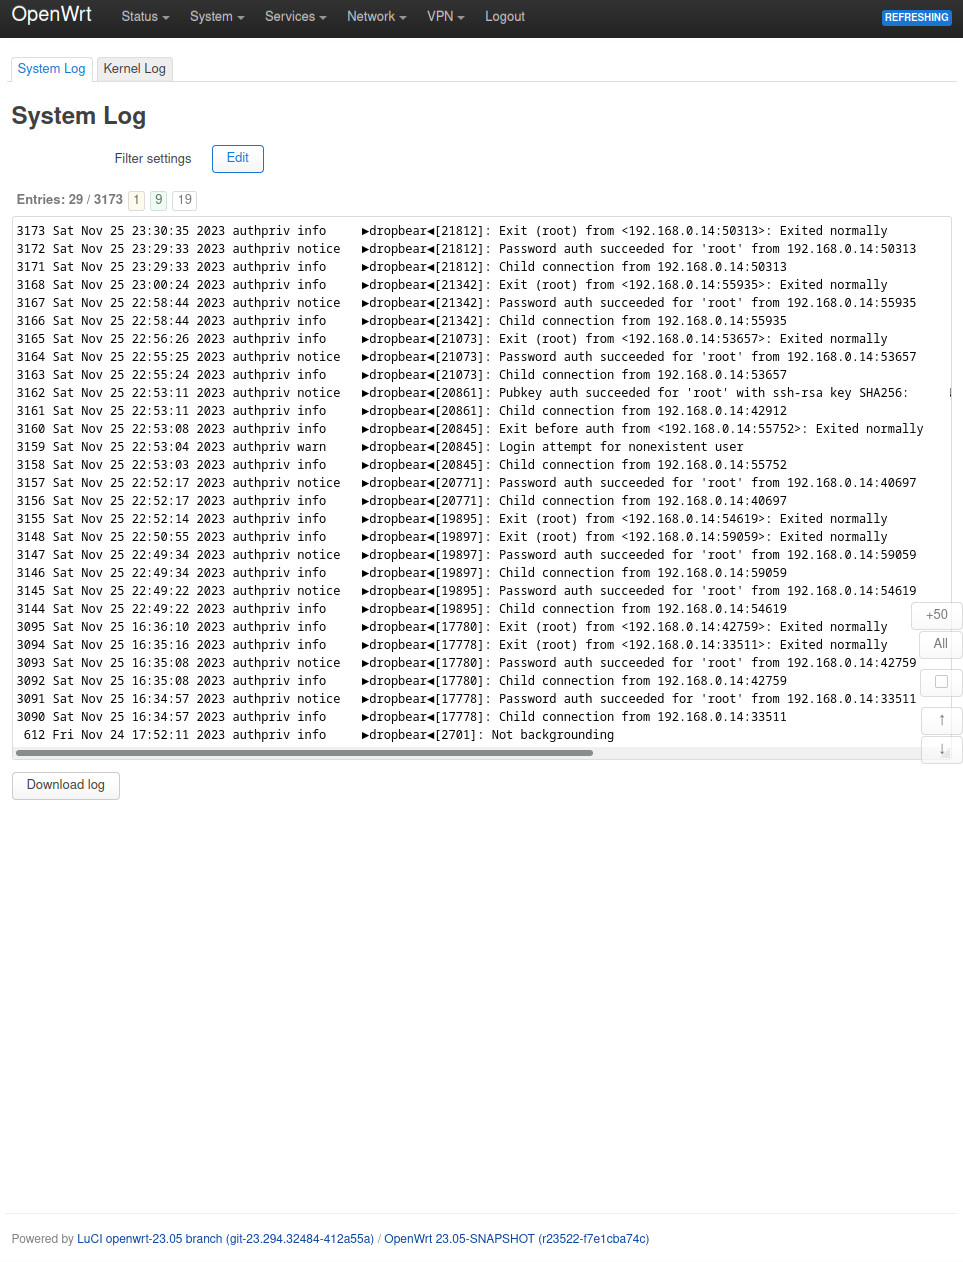 OpenWrt Status System Services Network VPN Logout REFRESHING
System Log Kernel Log
System Log
Filter settings Edit
Entries: 29 / 3173 1 9 19
3173 Sat Nov 25 23:30:35 2023 authpriv info ▶dropbear◀[21812]: Exit (root) from <192.168.0.14:50313>: Exited normally
3172 Sat Nov 25 23:29:33 2023 authpriv notice ▶dropbear◀[21812]: Password auth succeeded for 'root' from 192.168.0.14:50313
3171 Sat Nov 25 23:29:33 2023 authpriv info ▶dropbear◀[21812]: Child connection from 192.168.0.14:50313
3168 Sat Nov 25 23:00:24 2023 authpriv info ▶dropbear◀[21342]: Exit (root) from <192.168.0.14:55935>: Exited normally
3167 Sat Nov 25 22:58:44 2023 authpriv notice ▶dropbear◀[21342]: Password auth succeeded for 'root' from 192.168.0.14:55935
3166 Sat Nov 25 22:58:44 2023 authpriv info ▶dropbear◀[21342]: Child connection from 192.168.0.14:55935
3165 Sat Nov 25 22:56:26 2023 authpriv info ▶dropbear◀[21073]: Exit (root) from <192.168.0.14:53657>: Exited normally
3164 Sat Nov 25 22:55:25 2023 authpriv notice ▶dropbear◀[21073]: Password auth succeeded for 'root' from 192.168.0.14:53657
3163 Sat Nov 25 22:55:24 2023 authpriv info ▶dropbear◀[21073]: Child connection from 192.168.0.14:53657
3162 Sat Nov 25 22:53:11 2023 authpriv notice ▶dropbear◀[20861]: Pubkey auth succeeded for 'root' with ssh-rsa key SHA256:
3161 Sat Nov 25 22:53:11 2023 authpriv info ▶dropbear◀[20861]: Child connection from 192.168.0.14:42912
3160 Sat Nov 25 22:53:08 2023 authpriv info ▶dropbear◀[20845]: Exit before auth from <192.168.0.14:55752>: Exited normally
3159 Sat Nov 25 22:53:04 2023 authpriv warn ▶dropbear◀[20845]: Login attempt for nonexistent user
3158 Sat Nov 25 22:53:03 2023 authpriv info ▶dropbear◀[20845]: Child connection from 192.168.0.14:55752
3157 Sat Nov 25 22:52:17 2023 authpriv notice ▶dropbear◀[20771]: Password auth succeeded for 'root' from 192.168.0.14:40697
3156 Sat Nov 25 22:52:17 2023 authpriv info ▶dropbear◀[20771]: Child connection from 192.168.0.14:40697
3155 Sat Nov 25 22:52:14 2023 authpriv info ▶dropbear◀[19895]: Exit (root) from <192.168.0.14:54619>: Exited normally
3148 Sat Nov 25 22:50:55 2023 authpriv info ▶dropbear◀[19897]: Exit (root) from <192.168.0.14:59059>: Exited normally
3147 Sat Nov 25 22:49:34 2023 authpriv notice ▶dropbear◀[19897]: Password auth succeeded for 'root' from 192.168.0.14:59059
3146 Sat Nov 25 22:49:34 2023 authpriv info ▶dropbear◀[19897]: Child connection from 192.168.0.14:59059
3145 Sat Nov 25 22:49:22 2023 authpriv notice ▶dropbear◀[19895]: Password auth succeeded for 'root' from 192.168.0.14:54619
3144 Sat Nov 25 22:49:22 2023 authpriv info ▶dropbear◀[19895]: Child connection from 192.168.0.14:54619
3095 Sat Nov 25 16:36:10 2023 authpriv info ▶dropbear◀[17780]: Exit (root) from <192.168.0.14:42759>: Exited normally
3094 Sat Nov 25 16:35:16 2023 authpriv info ▶dropbear◀[17778]: Exit (root) from <192.168.0.14:33511>: Exited normally
3093 Sat Nov 25 16:35:08 2023 authpriv notice ▶dropbear◀[17780]: Password auth succeeded for 'root' from 192.168.0.14:42759
3092 Sat Nov 25 16:35:08 2023 authpriv info ▶dropbear◀[17780]: Child connection from 192.168.0.14:42759
3091 Sat Nov 25 16:34:57 2023 authpriv notice ▶dropbear◀[17778]: Password auth succeeded for 'root' from 192.168.0.14:33511
3090 Sat Nov 25 16:34:57 2023 authpriv info ▶dropbear◀[17778]: Child connection from 192.168.0.14:33511
612 Fri Nov 24 17:52:11 2023 authpriv info ▶dropbear◀[2701]: Not backgrounding
+50
All
↑
↓
Download log
Powered by LuCI openwrt-23.05 branch (git-23.294.32484-412a55a) / OpenWrt 23.05-SNAPSHOT (r23522-f7e1cba74c)